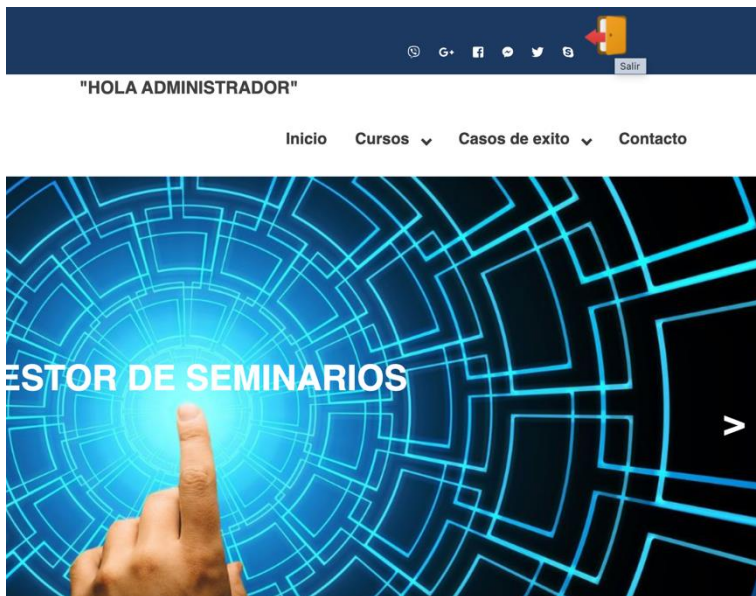 G+
Salir
"HOLA ADMINISTRADOR"
Inicio Cursos Casos de exito Contacto
ESTOR DE SEMINARIOS
>